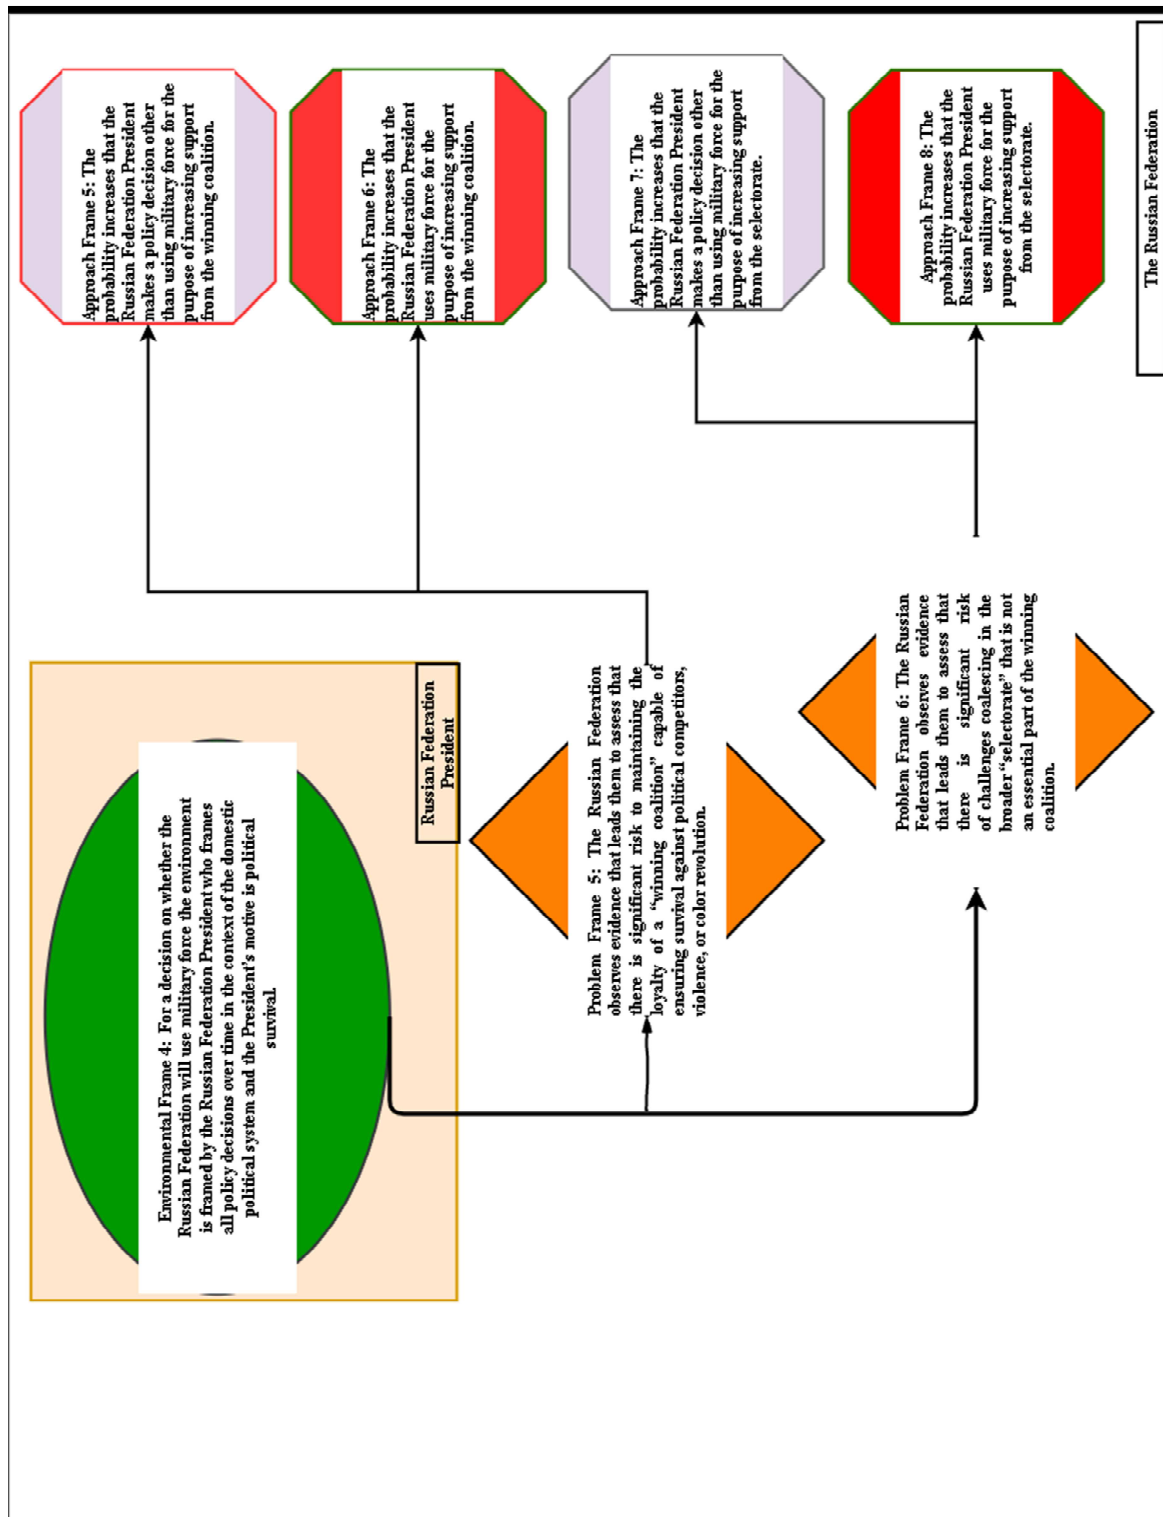 Environmental Frame 4: For a decision on whether the
Russian Federation will use military force the environment
is framed by the Russian Federation President who frames
all policy decisions over time in the context of the domestic
political system and the President's motive is political
survival.
Russian Federation
President
Problem Frame 5: The Russian Federation
observes evidence that leads them to assess that
there is significant risk to maintaining the
loyalty of a "winning coalition" capable of
ensuring survival against political competitors,
violence, or color revolution.
Problem Frame 6: The Russian
Federation observes evidence
that leads them to assess that
there is significant risk
of challenges coalescing in the
broader "selectorate" that is not
an essential part of the winning
coalition.
Approach Frame 5: The
probability increases that the
Russian Federation President
makes a policy decision other
than using military force for the
purpose of increasing support
from the winning coalition.
Approach Frame 6: The
probability increases that the
Russian Federation President
uses military force for the
purpose of increasing support
from the winning coalition.
Approach Frame 7: The
probability increases that the
Russian Federation President
makes a policy decision other
than using military force for the
purpose of increasing support
from the selectorate.
Approach Frame 8: The
probability increases that the
Russian Federation President
uses military force for the
purpose of increasing support
from the selectorate.
The Russian Federation